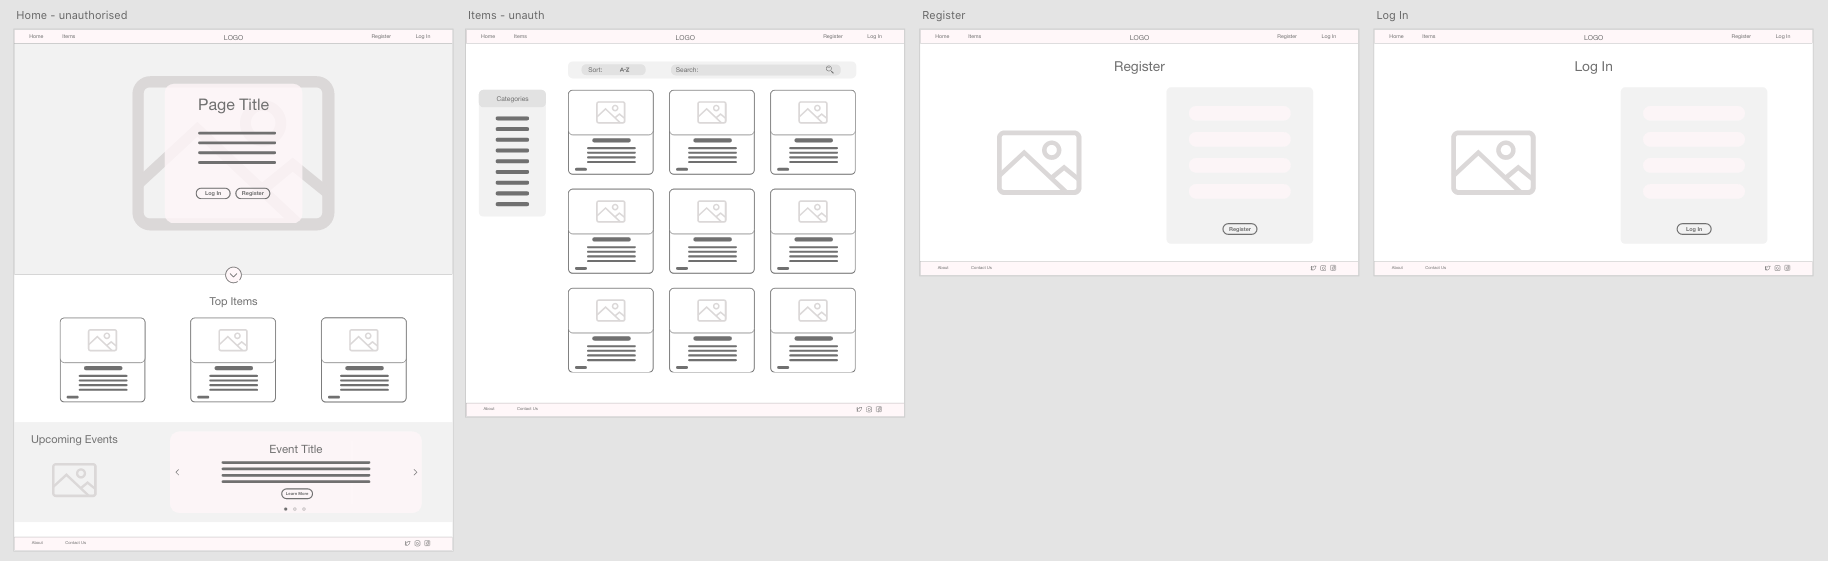 Home - unauthorised
Home Items LOGO Register Log In
Page Title
Log In Register
Top Items
Upcoming Events
Event Title
Learn More
About Contact Us
Items - unauth
Home Items LOGO Register Log In
Sort: A-Z Search:
Categories
About Contact Us
Register
Home Items LOGO Register Log In
Register
Register
About Contact Us
Log In
Home Items LOGO Register Log In
Log In
Log In
About Contact Us